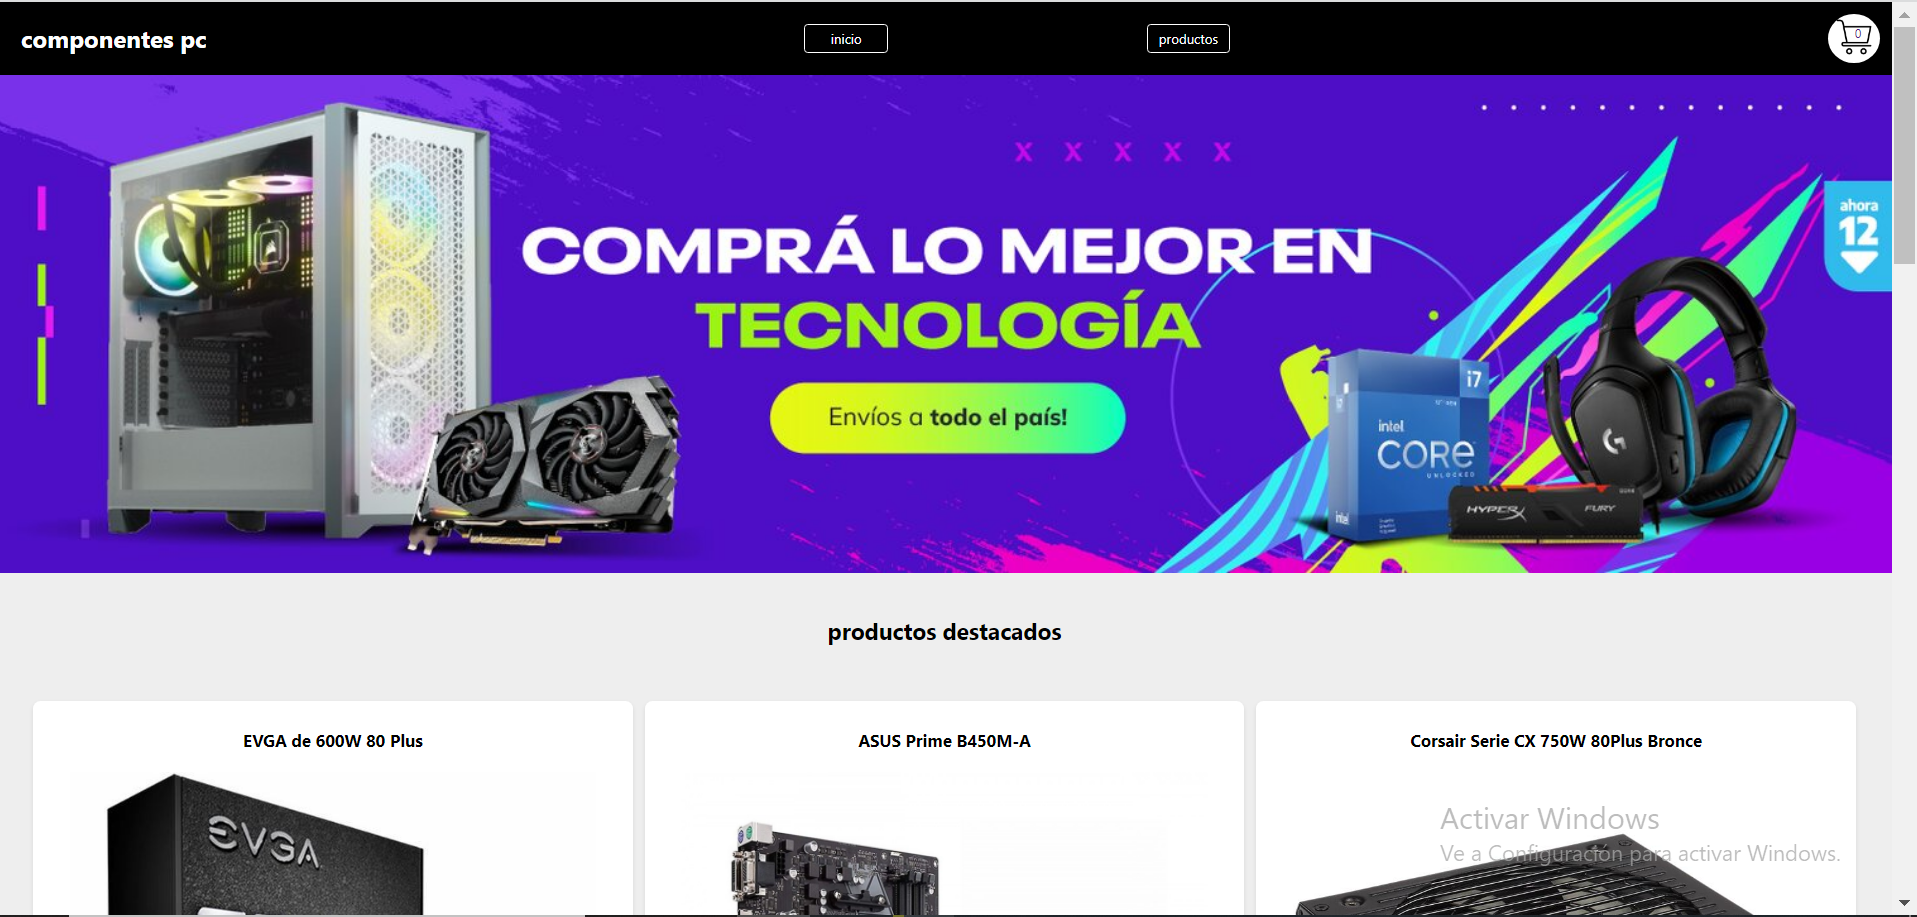 componentes pc
inicio
productos
0
x x x x x
ahora
12
COMPRÁ LO MEJOR EN
TECNOLOGÍA
Envíos a todo el país!
i7
intel
CORE
UNLOCKED
intel
HYPERX FURY
G
productos destacados
EVGA de 600W 80 Plus
ASUS Prime B450M-A
Corsair Serie CX 750W 80Plus Bronce
EVGA
Activar Windows
Ve a Configuración para activar Windows.